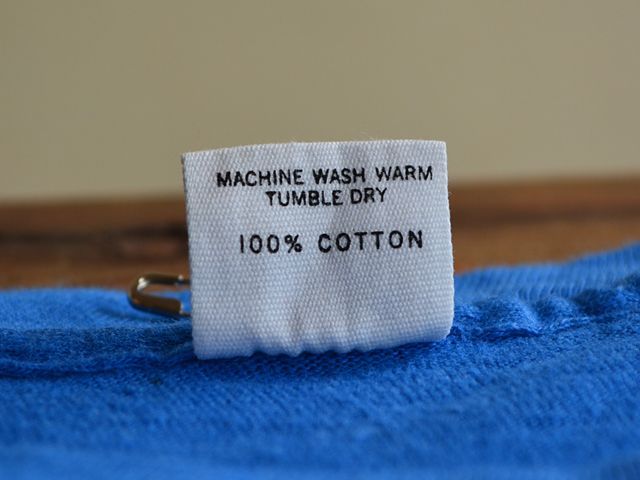 MACHINE WASH WARM
TUMBLE DRY
100% COTTON